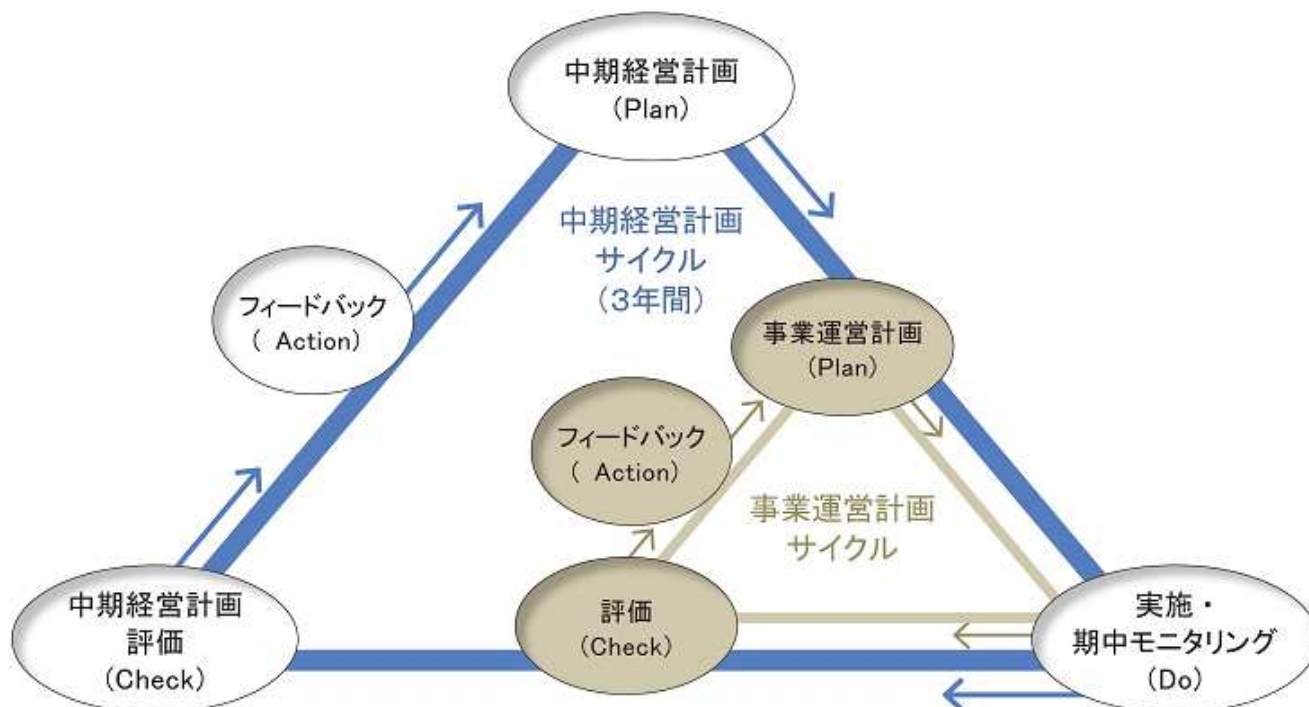 中期経営計画
(Plan)
中期経営計画
サイクル
(3年間)
フィードバック
( Action)
事業運営計画
(Plan)
フィードバック
( Action)
事業運営計画
サイクル
中期経営計画
評価
(Check)
評価
(Check)
実施・
期中モニタリング
(Do)